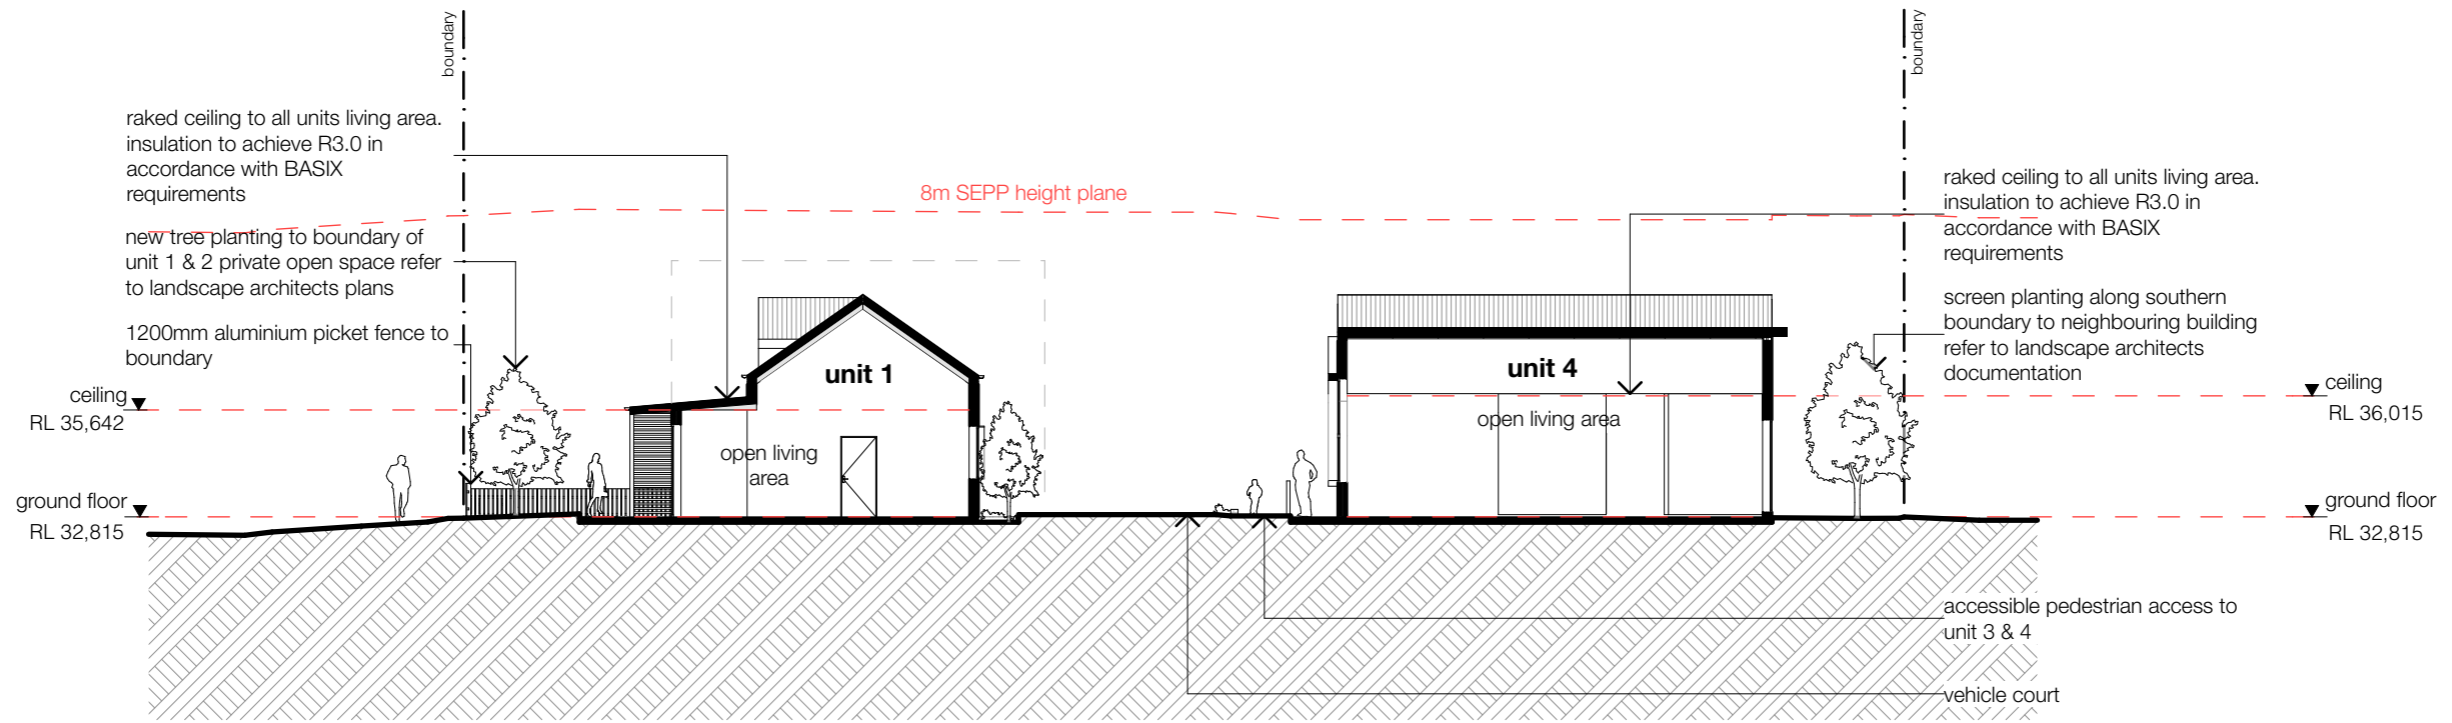 boundary
boundary
raked ceiling to all units living area.
insulation to achieve R3.0 in
accordance with BASIX
requirements
new tree planting to boundary of
unit 1 & 2 private open space refer
to landscape architects plans
1200mm aluminium picket fence to
boundary
ceiling
RL 35,642
ground floor
RL 32,815
8m SEPP height plane
unit 1
open living
area
unit 4
open living area
raked ceiling to all units living area.
insulation to achieve R3.0 in
accordance with BASIX
requirements
screen planting along southern
boundary to neighbouring building
refer to landscape architects
documentation
ceiling
RL 36,015
ground floor
RL 32,815
accessible pedestrian access to
unit 3 & 4
vehicle court